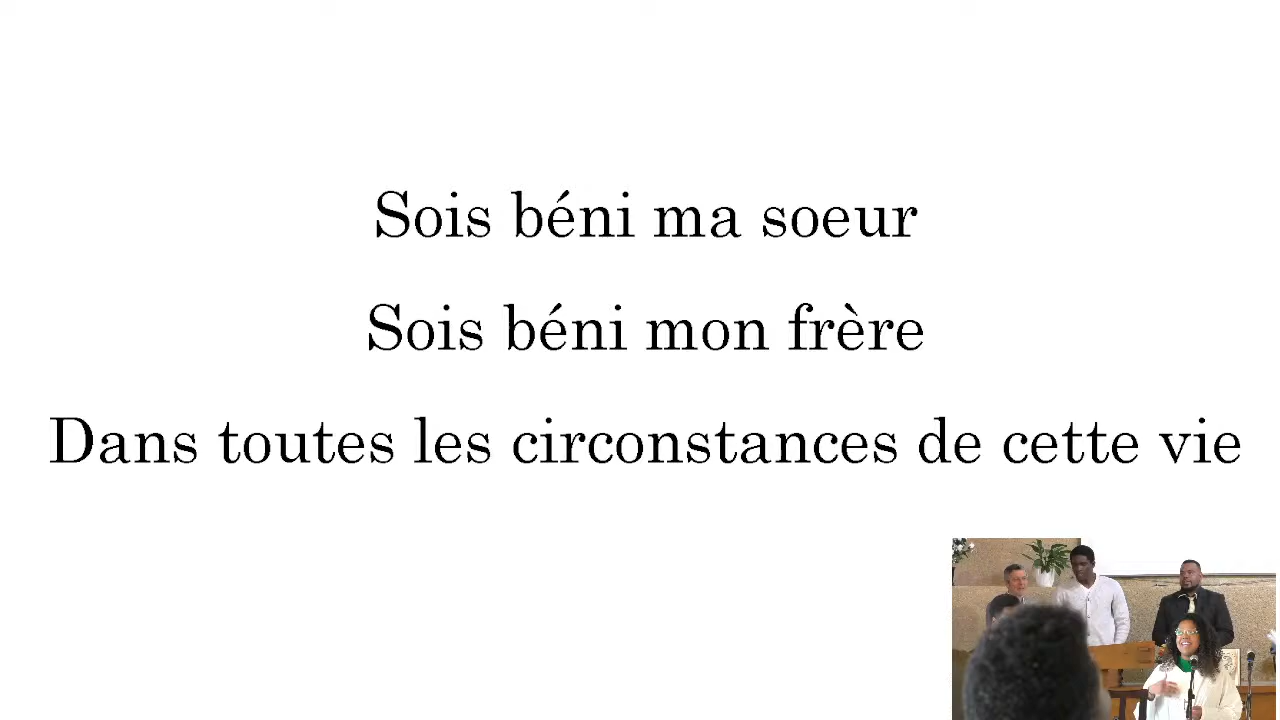 Sois béni ma soeur
Sois béni mon frère
Dans toutes les circonstances de cette vie